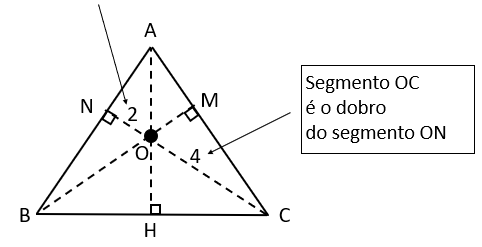 A
N
2
M
O
4
B
H
C
Segmento OC
é o dobro
do segmento ON